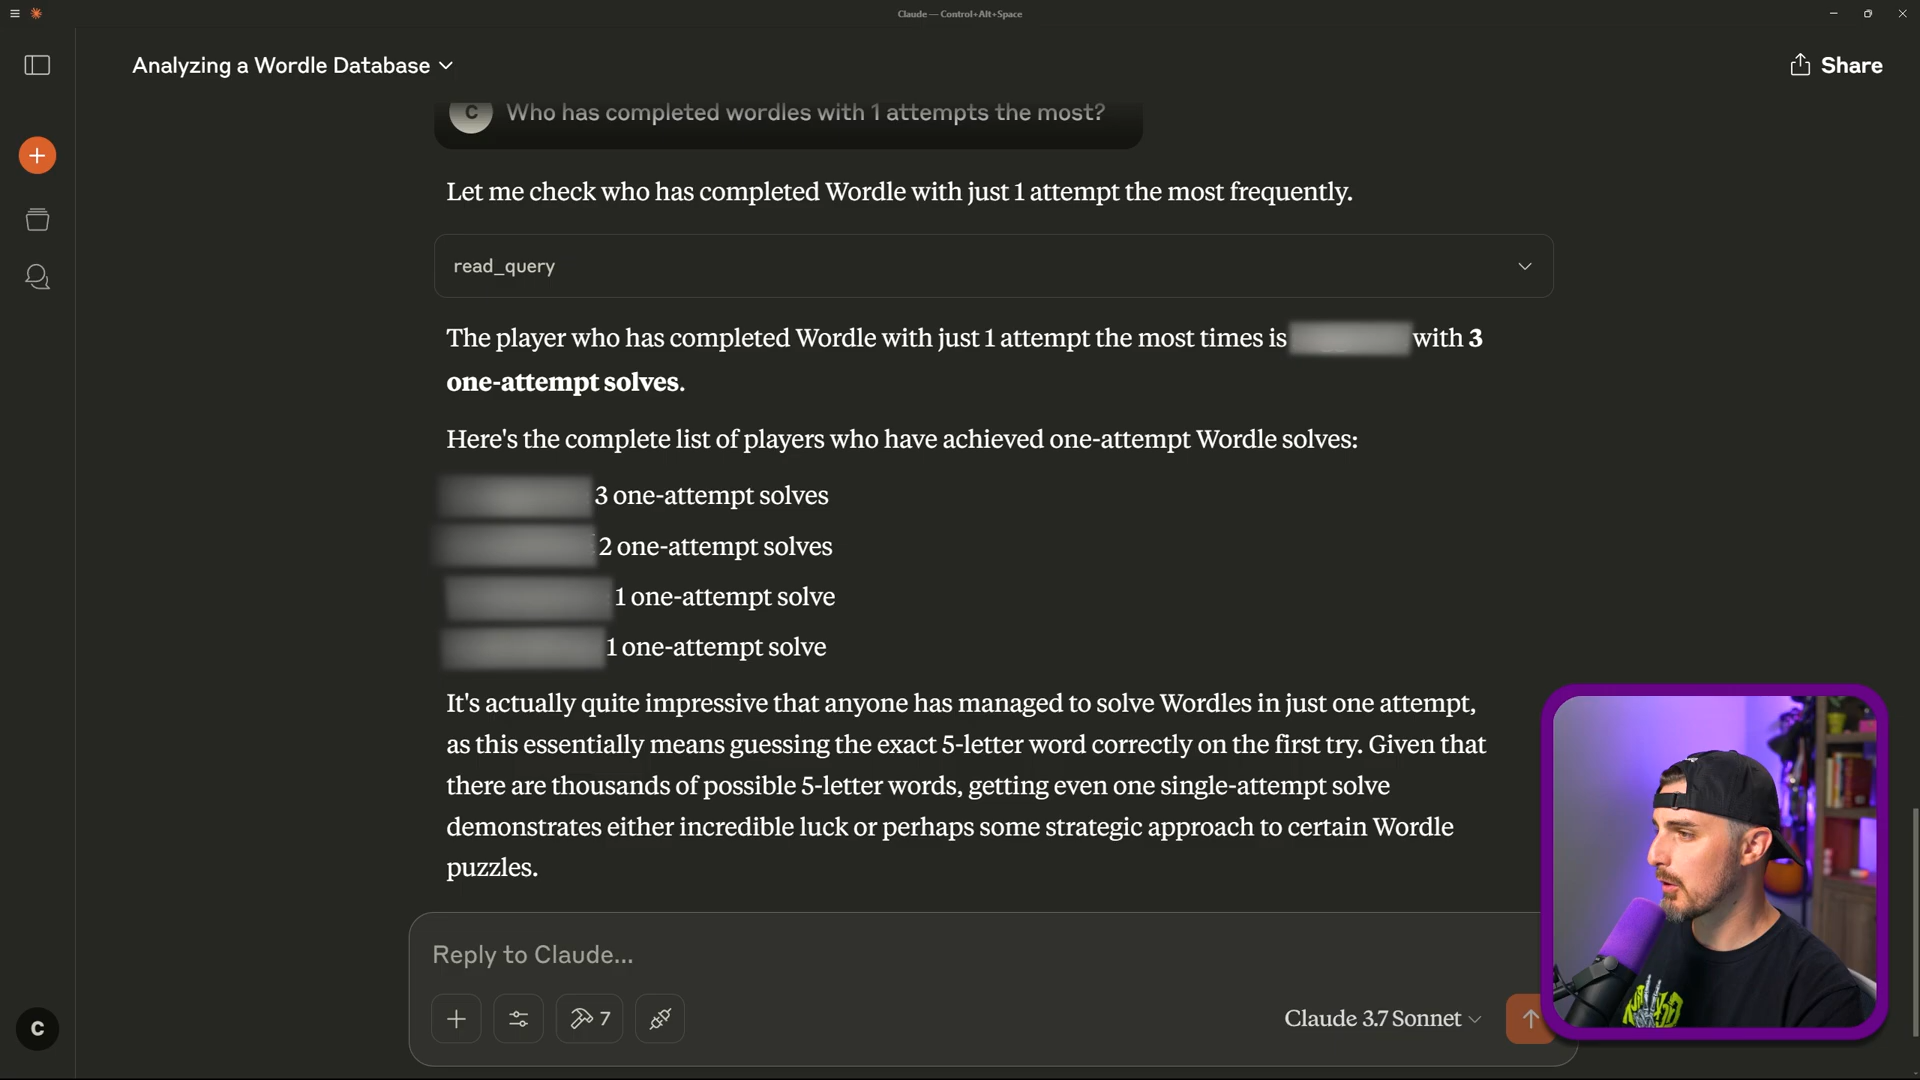 Claude — Control+Alt+Space
Analyzing a Wordle Database
Share
C Who has completed wordles with 1 attempts the most?
Let me check who has completed Wordle with just 1 attempt the most frequently.
read_query
The player who has completed Wordle with just 1 attempt the most times is with 3
one-attempt solves.
Here's the complete list of players who have achieved one-attempt Wordle solves:
3 one-attempt solves
2 one-attempt solves
1 one-attempt solve
1 one-attempt solve
It's actually quite impressive that anyone has managed to solve Wordles in just one attempt,
as this essentially means guessing the exact 5-letter word correctly on the first try. Given that
there are thousands of possible 5-letter words, getting even one single-attempt solve
demonstrates either incredible luck or perhaps some strategic approach to certain Wordle
puzzles.
Reply to Claude...
7
Claude 3.7 Sonnet
C